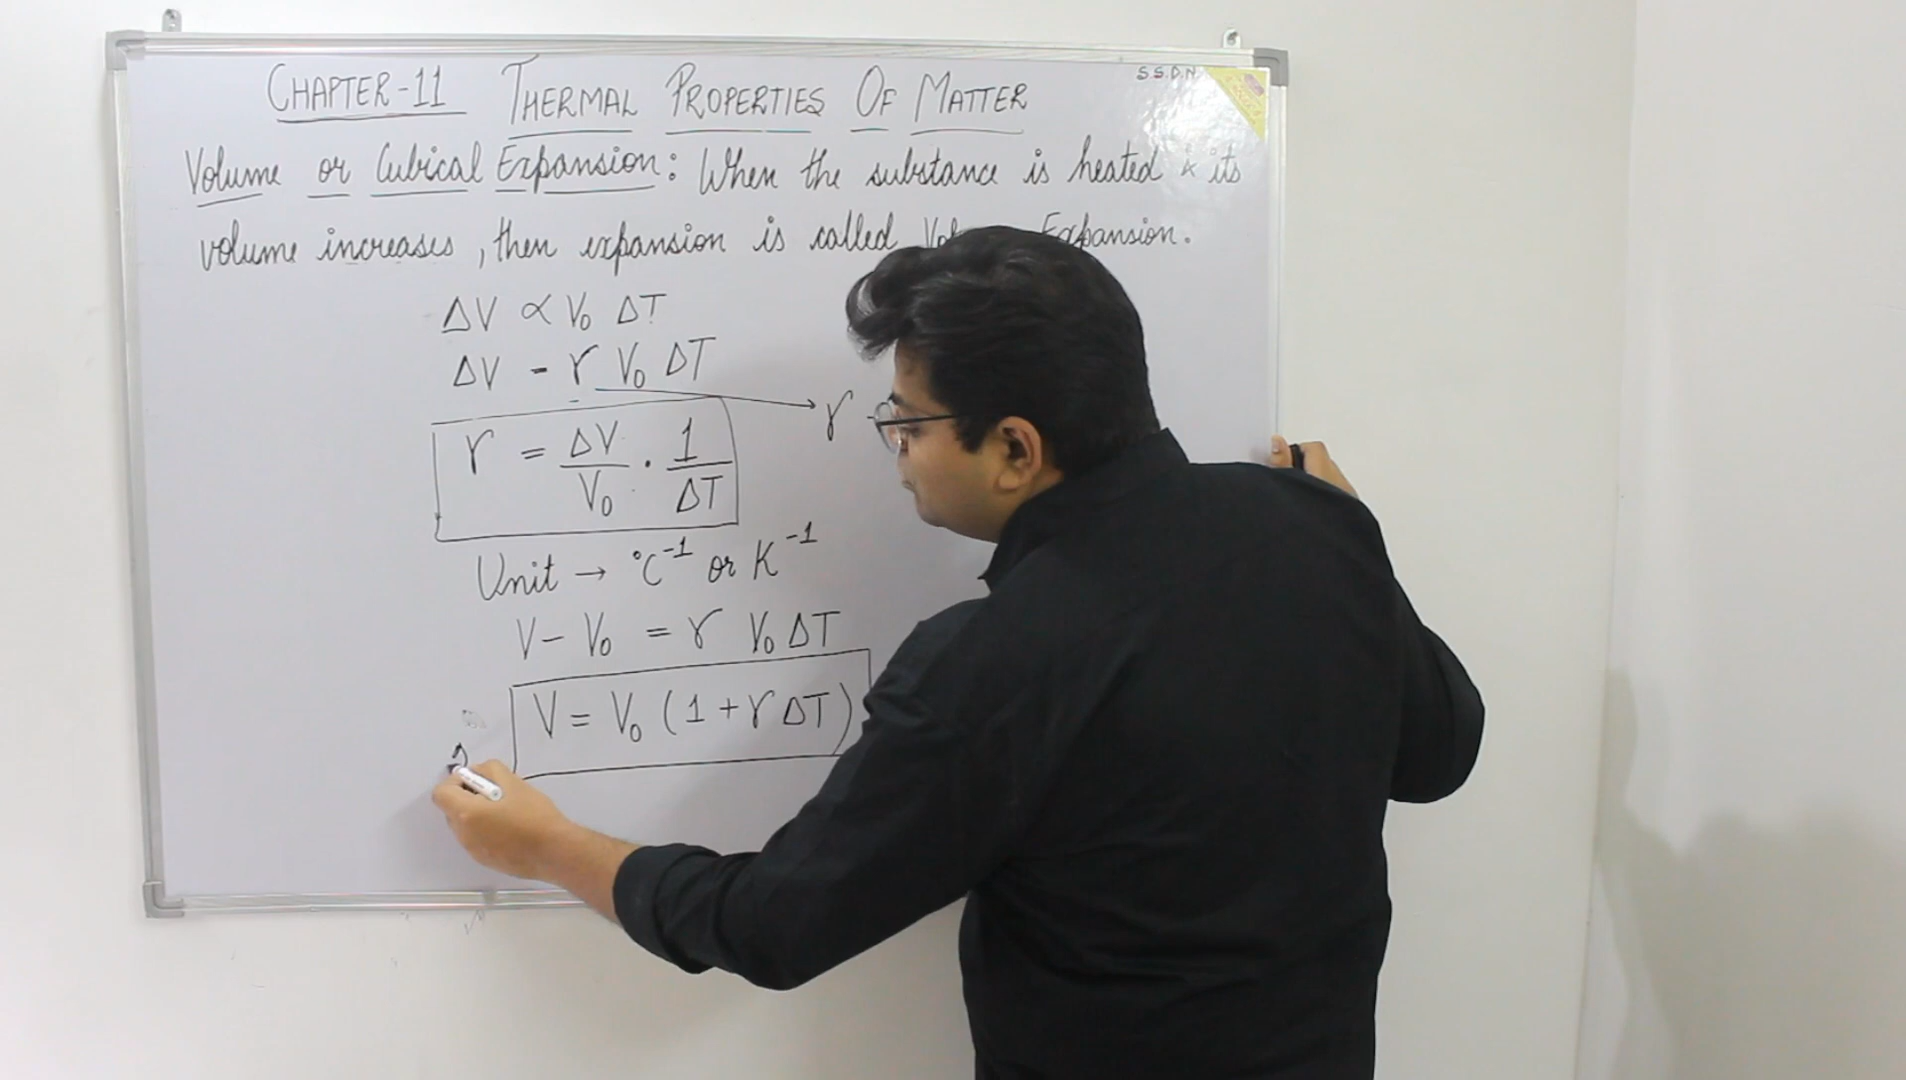 S.S.D.N
CHAPTER-11 THERMAL PROPERTIES OF MATTER
Volume or Cubical Expansion: When the substance is heated & its
volume increases, then expansion is called Expansion.
ΔV ∝ V₀ ΔT
ΔV = γ V₀ ΔT
→ γ
γ = ΔV/V₀ · 1/ΔT
Unit → °C⁻¹ or K⁻¹
V - V₀ = γ V₀ ΔT
V = V₀ (1 + γ ΔT)